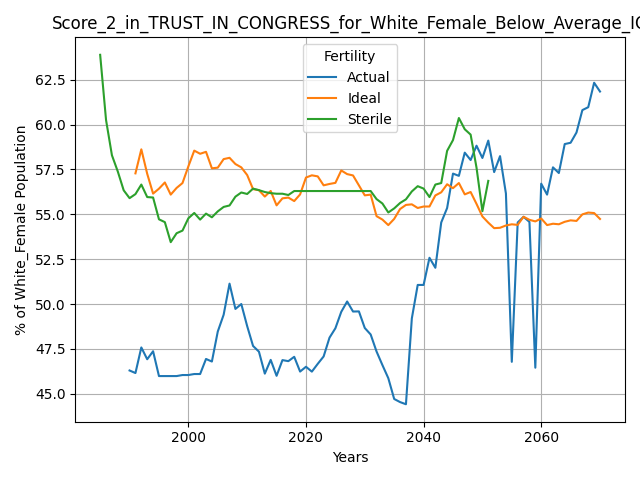 Score_2_in_TRUST_IN_CONGRESS_for_White_Female_Below_Average_IQ
Fertility
Actual
Ideal
Sterile
% of White_Female Population
62.5
60.0
57.5
55.0
52.5
50.0
47.5
45.0
2000
2020
2040
2060
Years